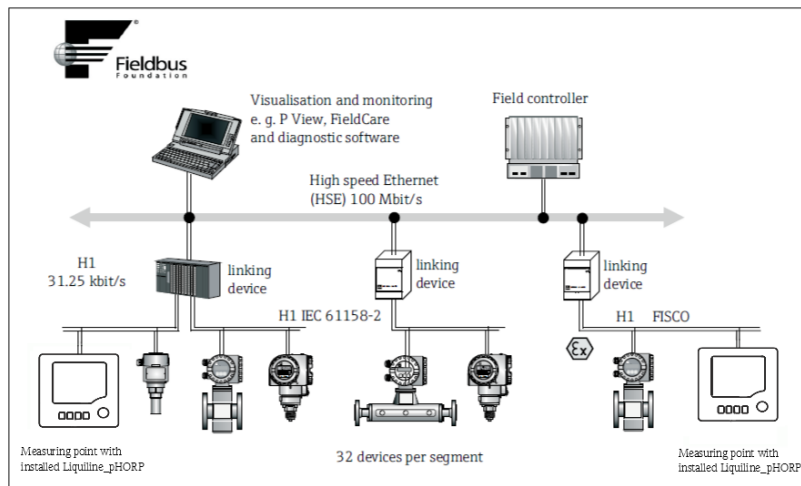 Fieldbus
Foundation
Visualisation and monitoring
e. g. P View, FieldCare
and diagnostic software
Field controller
High speed Ethernet
(HSE) 100 Mbit/s
H1
31.25 kbit/s
linking
device
linking
device
linking
device
H1 IEC 61158-2
H1 FISCO
εx
Measuring point with
installed Liquiline_pHORP
32 devices per segment
Measuring point with
installed Liquiline_pHORP